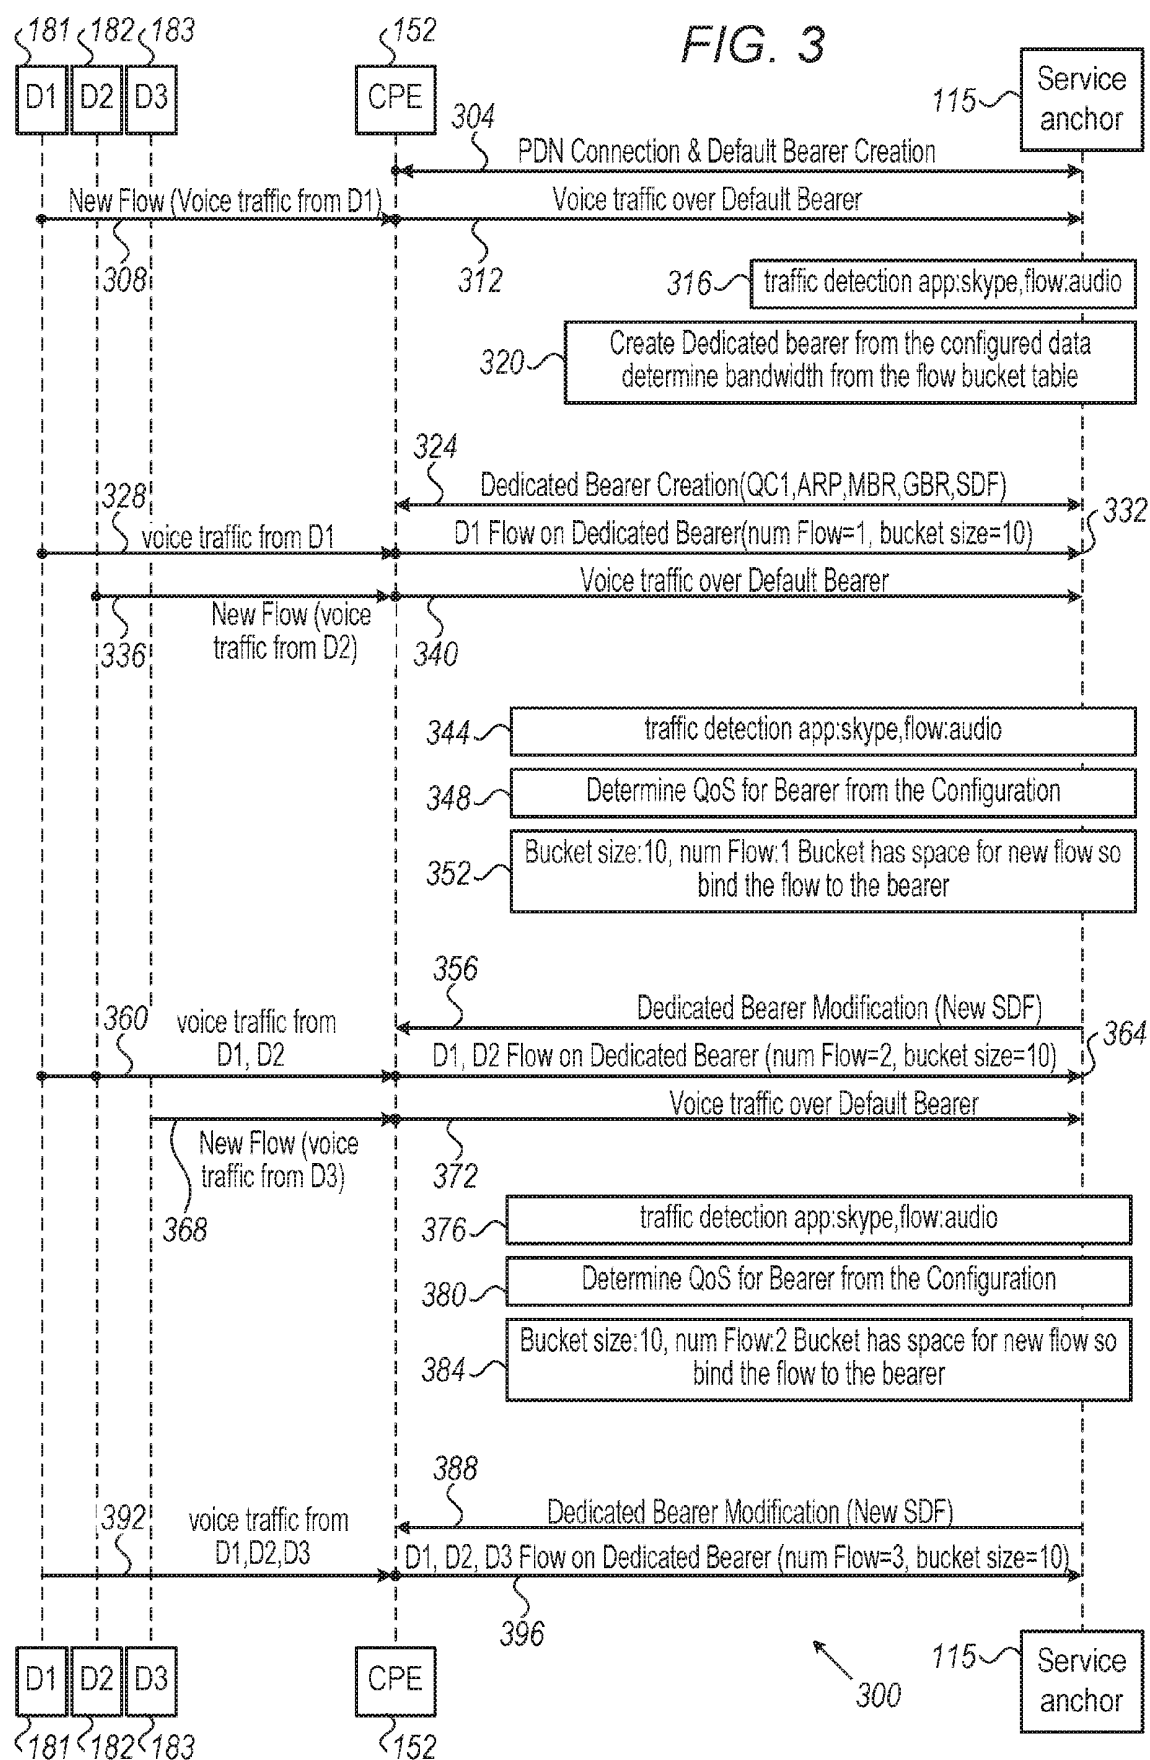 181 182 183 152 FIG. 3
D1 D2 D3 CPE 115 Service
anchor
304
PDN Connection & Default Bearer Creation
New Flow (Voice traffic from D1) Voice traffic over Default Bearer
308 312
316 traffic detection app:skype,flow:audio
320 Create Dedicated bearer from the configured data
determine bandwidth from the flow bucket table
324
Dedicated Bearer Creation(QC1,ARP,MBR,GBR,SDF)
328 332
voice traffic from D1 D1 Flow on Dedicated Bearer(num Flow=1, bucket size=10)
Voice traffic over Default Bearer
New Flow (voice
traffic from D2)
336 340
344 traffic detection app:skype,flow:audio
348 Determine QoS for Bearer from the Configuration
352 Bucket size:10, num Flow:1 Bucket has space for new flow so
bind the flow to the bearer
356
Dedicated Bearer Modification (New SDF)
360 voice traffic from
D1, D2
364
D1, D2 Flow on Dedicated Bearer (num Flow=2, bucket size=10)
Voice traffic over Default Bearer
New Flow (voice
traffic from D3)
368 372
376 traffic detection app:skype,flow:audio
380 Determine QoS for Bearer from the Configuration
384 Bucket size:10, num Flow:2 Bucket has space for new flow so
bind the flow to the bearer
388
Dedicated Bearer Modification (New SDF)
392 voice traffic from
D1,D2,D3
D1, D2, D3 Flow on Dedicated Bearer (num Flow=3, bucket size=10)
396
300
D1 D2 D3 CPE 115 Service
anchor
181 182 183 152